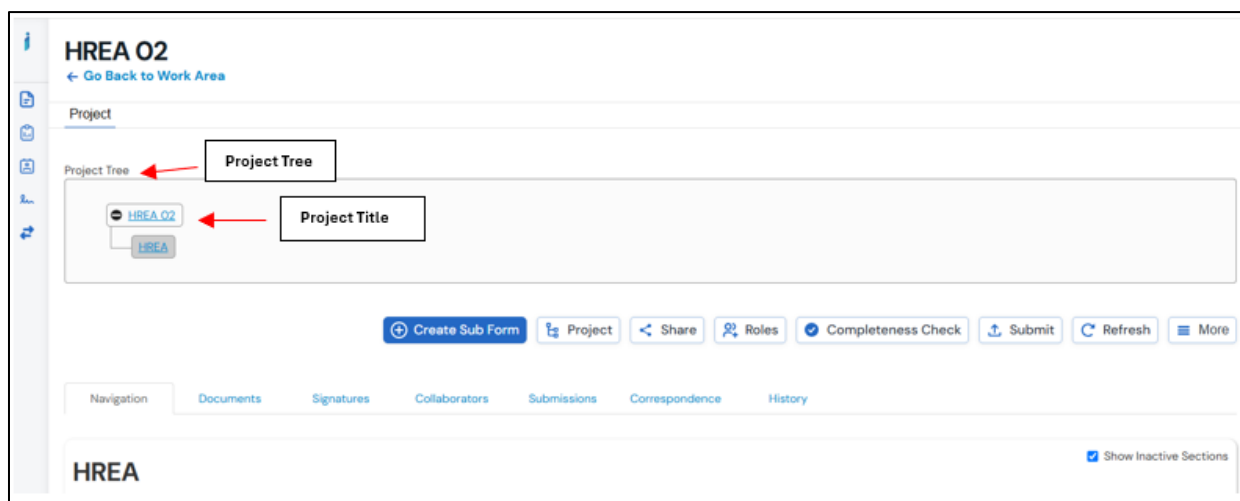 HREA O2
← Go Back to Work Area
Project
Project Tree
Project Tree
HREA O2
Project Title
HREA
Create Sub Form Project Share Roles Completeness Check Submit Refresh More
Navigation Documents Signatures Collaborators Submissions Correspondence History
Show Inactive Sections
HREA